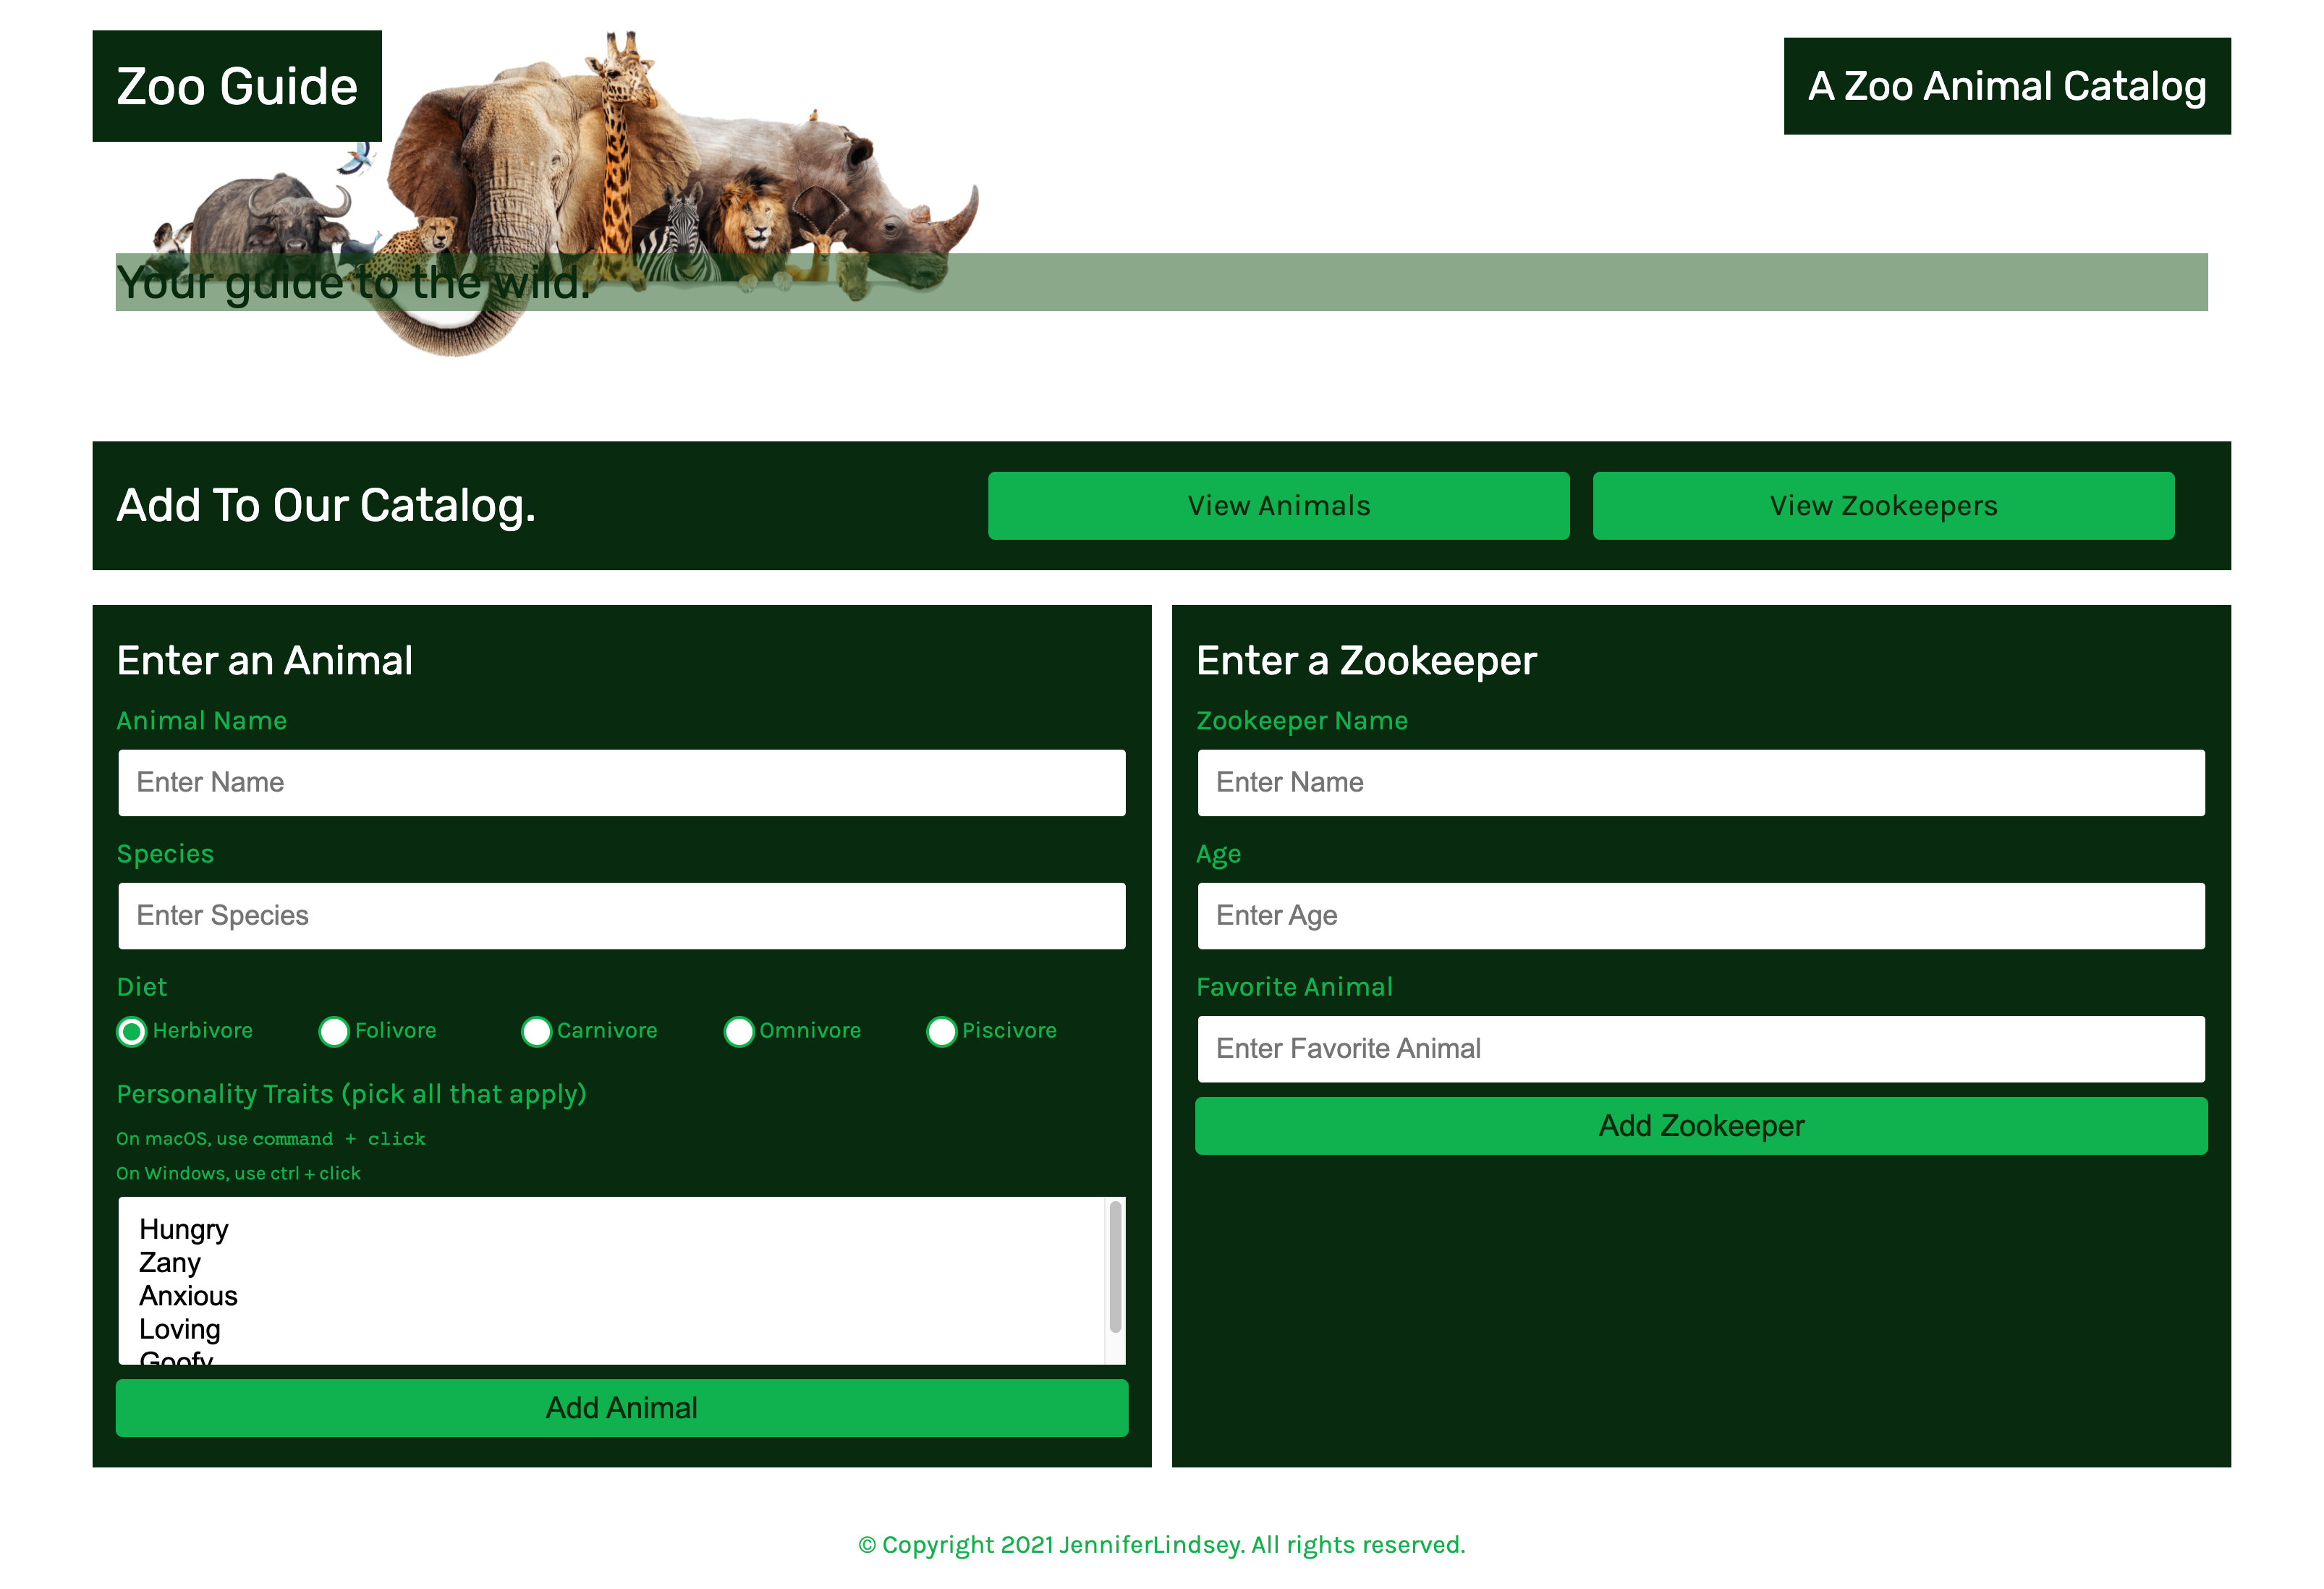 Zoo Guide
A Zoo Animal Catalog
Your guide to the wild.
Add To Our Catalog.
View Animals
View Zookeepers
Enter an Animal
Animal Name
Enter Name
Species
Enter Species
Diet
Herbivore
Folivore
Carnivore
Omnivore
Piscivore
Personality Traits (pick all that apply)
On macOS, use command + click
On Windows, use ctrl + click
Hungry
Zany
Anxious
Loving
Goofy
Add Animal
Enter a Zookeeper
Zookeeper Name
Enter Name
Age
Enter Age
Favorite Animal
Enter Favorite Animal
Add Zookeeper
© Copyright 2021 JenniferLindsey. All rights reserved.